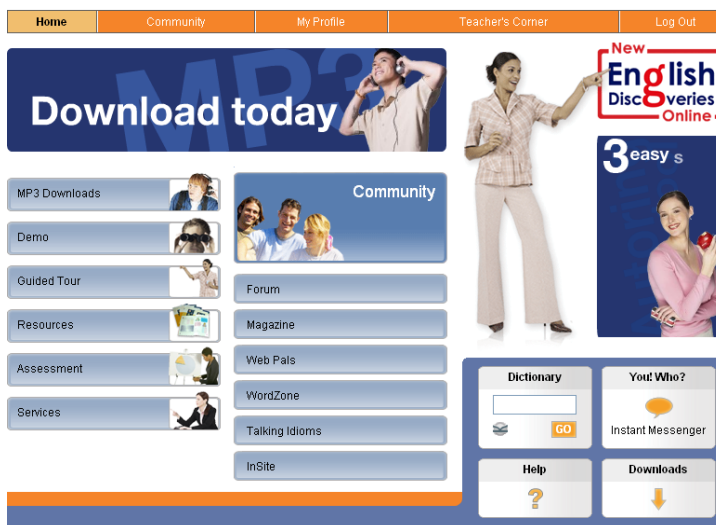 Home
Community
My Profile
Teacher's Corner
Log Out
MP3
Download today
New
English
Discoveries
Online
3 easy s
MP3 Downloads
Demo
Guided Tour
Resources
Assessment
Services
Community
Forum
Magazine
Web Pals
WordZone
Talking Idioms
InSite
Dictionary
GO
You! Who?
Instant Messenger
Help
?
Downloads